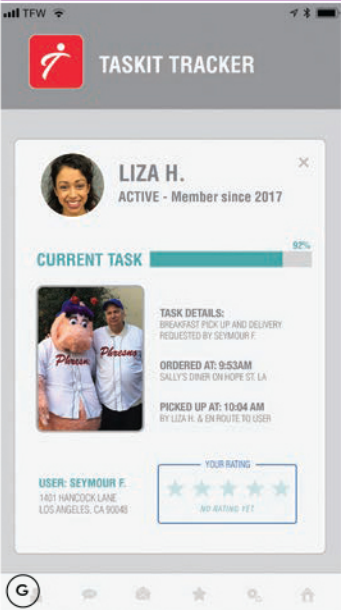 TFW
TASKIT TRACKER
LIZA H.
ACTIVE - Member since 2017
92%
CURRENT TASK
TASK DETAILS:
BREAKFAST PICK UP AND DELIVERY
REQUESTED BY SEYMOUR F.
Phresno
Phresno
ORDERED AT: 9:53AM
SALLY'S DINER ON HOPE ST. LA
PICKED UP AT: 10:04 AM
BY LIZA H. & EN ROUTE TO USER
YOUR RATING
USER: SEYMOUR F.
1401 HANCOCK LANE
LOS ANGELES, CA 90048
NO RATING YET
G